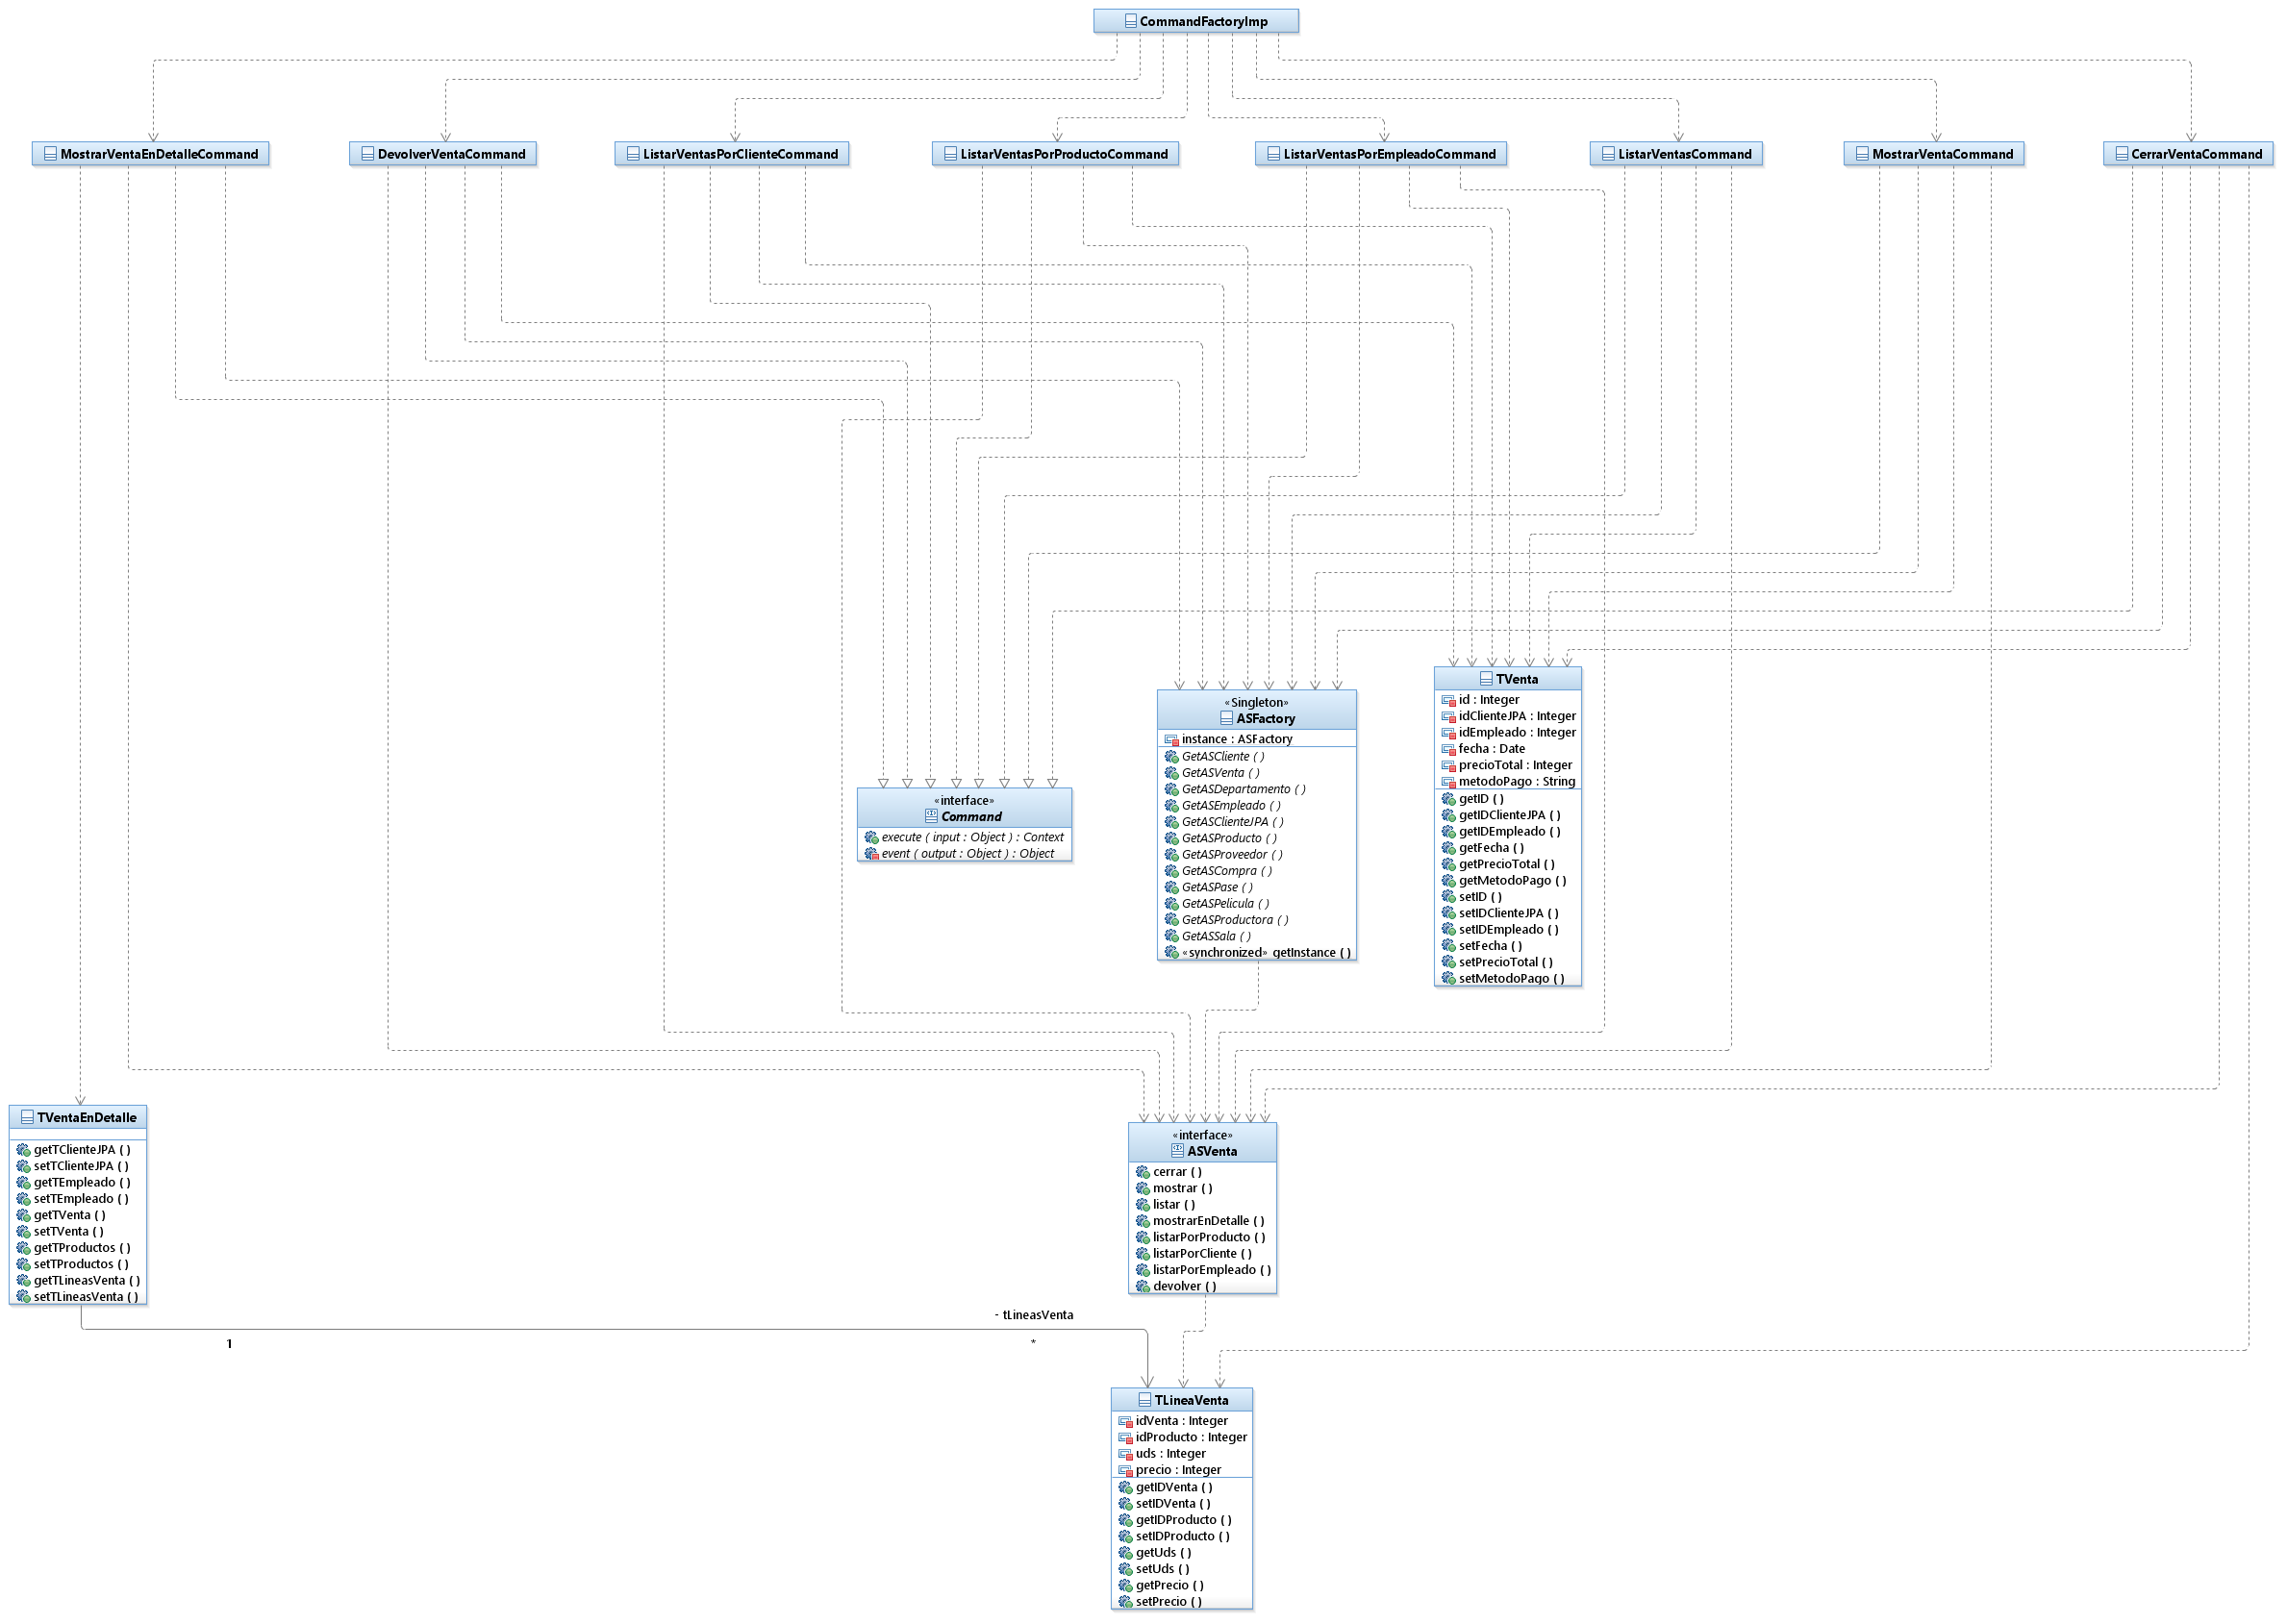 CommandFactoryImp
MostrarVentaEnDetalleCommand
DevolverVentaCommand
ListarVentasPorClienteCommand
ListarVentasPorProductoCommand
ListarVentasPorEmpleadoCommand
ListarVentasCommand
MostrarVentaCommand
CerrarVentaCommand
TVenta
id : Integer
idClienteJPA : Integer
idEmpleado : Integer
fecha : Date
precioTotal : Integer
metodoPago : String
getID ( )
getIDClienteJPA ( )
getIDEmpleado ( )
getFecha ( )
getPrecioTotal ( )
getMetodoPago ( )
setID ( )
setIDClienteJPA ( )
setIDEmpleado ( )
setFecha ( )
setPrecioTotal ( )
setMetodoPago ( )
«Singleton»
ASFactory
instance : ASFactory
GetASCliente ( )
GetASVenta ( )
GetASDepartamento ( )
GetASEmpleado ( )
GetASClienteJPA ( )
GetASProducto ( )
GetASProveedor ( )
GetASCompra ( )
GetASPase ( )
GetASPelicula ( )
GetASProductora ( )
GetASSala ( )
«synchronized» getInstance ( )
«interface»
Command
execute ( input : Object ) : Context
event ( output : Object ) : Object
TVentaEnDetalle
getTClienteJPA ( )
setTClienteJPA ( )
getTEmpleado ( )
setTEmpleado ( )
getTVenta ( )
setTVenta ( )
getTProductos ( )
setTProductos ( )
getTLineasVenta ( )
setTLineasVenta ( )
«interface»
ASVenta
cerrar ( )
mostrar ( )
listar ( )
mostrarEnDetalle ( )
listarPorProducto ( )
listarPorCliente ( )
listarPorEmpleado ( )
devolver ( )
- tLineasVenta
1
*
TLineaVenta
idVenta : Integer
idProducto : Integer
uds : Integer
precio : Integer
getIDVenta ( )
setIDVenta ( )
getIDProducto ( )
setIDProducto ( )
getUds ( )
setUds ( )
getPrecio ( )
setPrecio ( )